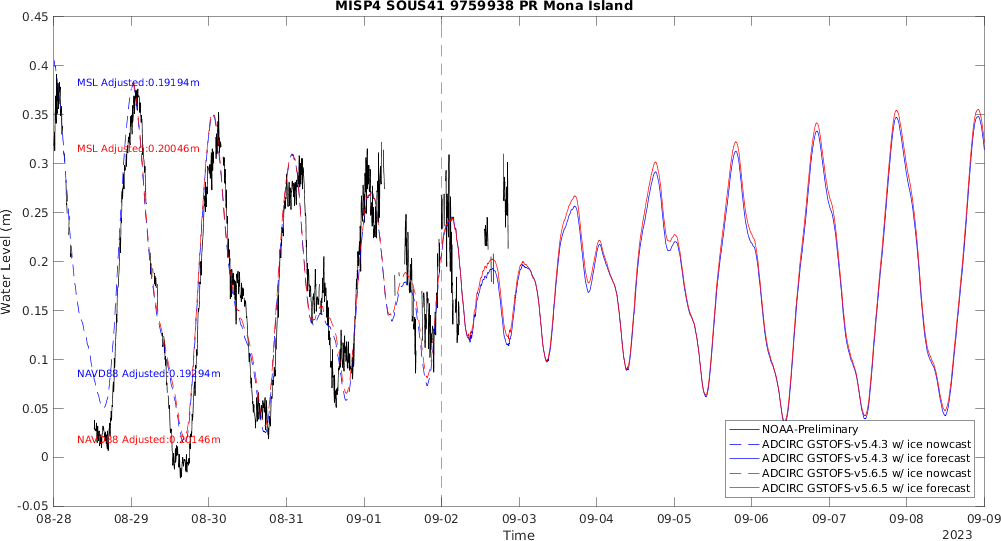 MISP4 SOUS41 9759938 PR Mona Island
0.45
0.4
0.35
0.3
0.25
0.2
0.15
0.1
0.05
0
-0.05
Water Level (m)
MSL Adjusted:0.19194m
MSL Adjusted:0.20046m
NAVD88 Adjusted:0.19294m
NAVD88 Adjusted:0.20146m
NOAA-Preliminary
ADCIRC GSTOFS-v5.4.3 w/ ice nowcast
ADCIRC GSTOFS-v5.4.3 w/ ice forecast
ADCIRC GSTOFS-v5.6.5 w/ ice nowcast
ADCIRC GSTOFS-v5.6.5 w/ ice forecast
08-28 08-29 08-30 08-31 09-01 09-02 09-03 09-04 09-05 09-06 09-07 09-08 09-09
Time
2023